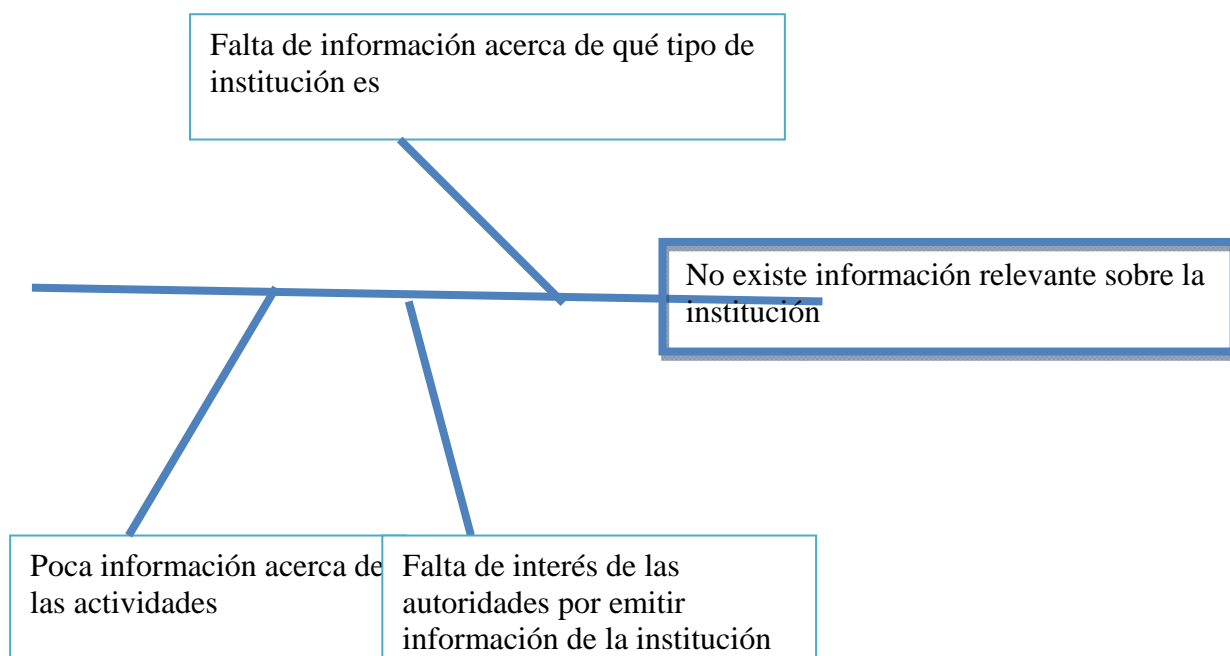 Falta de información acerca de qué tipo de
institución es
No existe información relevante sobre la
institución
Poca información acerca de
las actividades
Falta de interés de las
autoridades por emitir
información de la institución